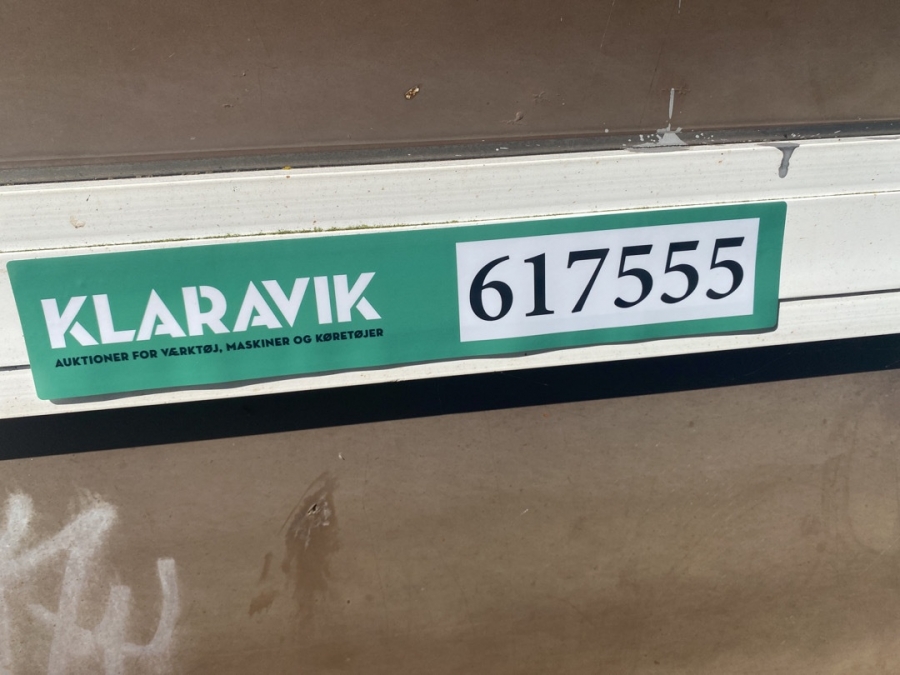 KLARAVIK
AUKTIONER FOR VÆRKTØJ, MASKINER OG KØRETØJER
617555